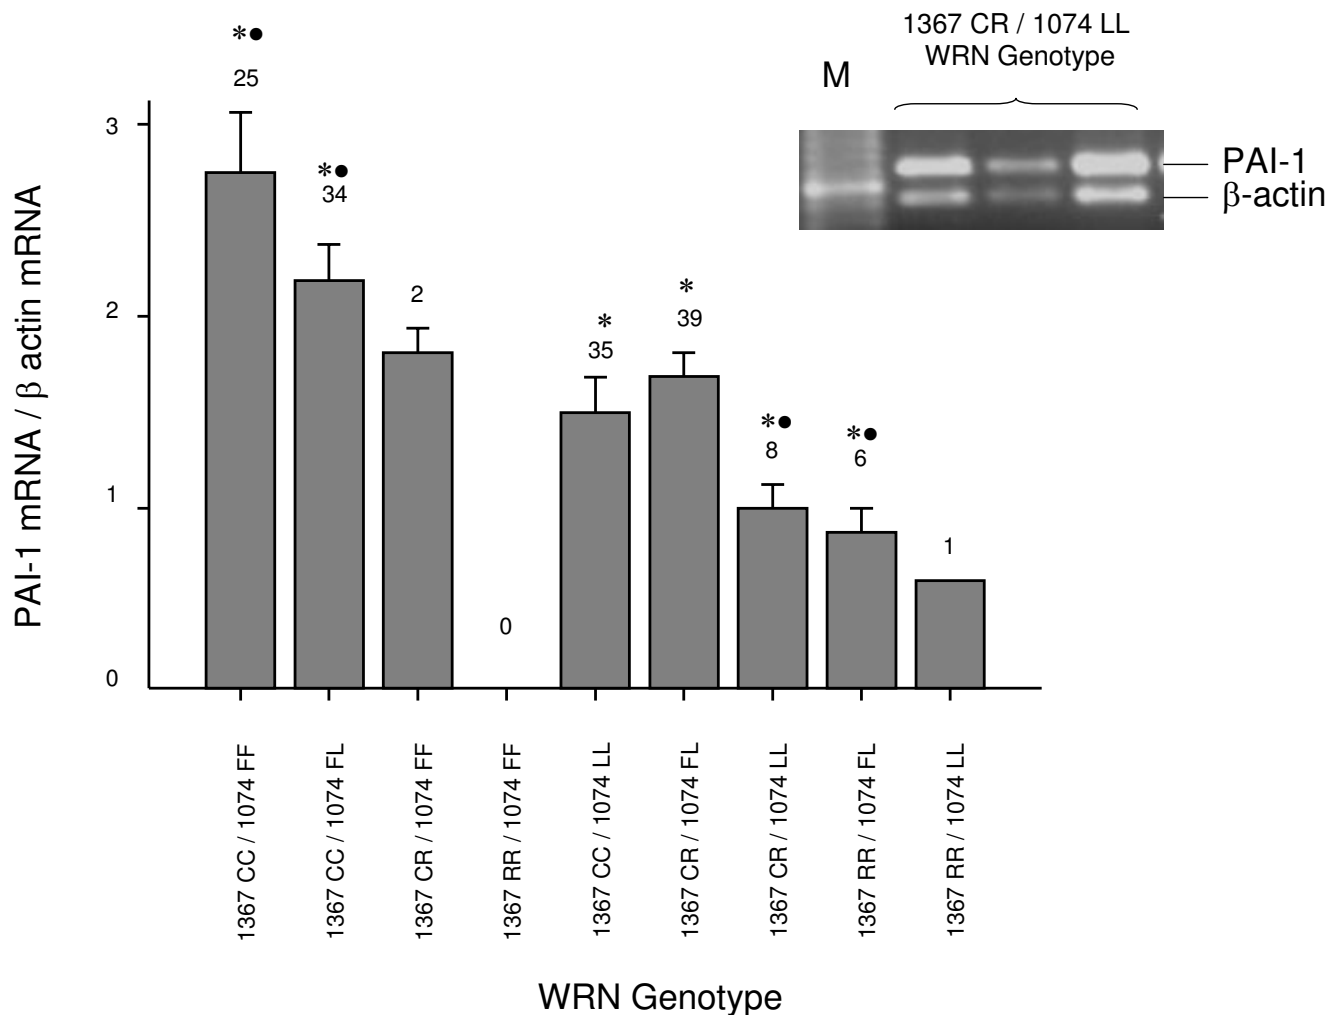 1367 CR / 1074 LL
WRN Genotype
M
PAI-1
β-actin
PAI-1 mRNA / β actin mRNA
3
2
1
0
*●
25
*●
34
2
0
*
35
*
39
*●
8
*●
6
1
1367 CC / 1074 FF
1367 CC / 1074 FL
1367 CR / 1074 FF
1367 RR / 1074 FF
1367 CC / 1074 LL
1367 CR / 1074 FL
1367 CR / 1074 LL
1367 RR / 1074 FL
1367 RR / 1074 LL
WRN Genotype